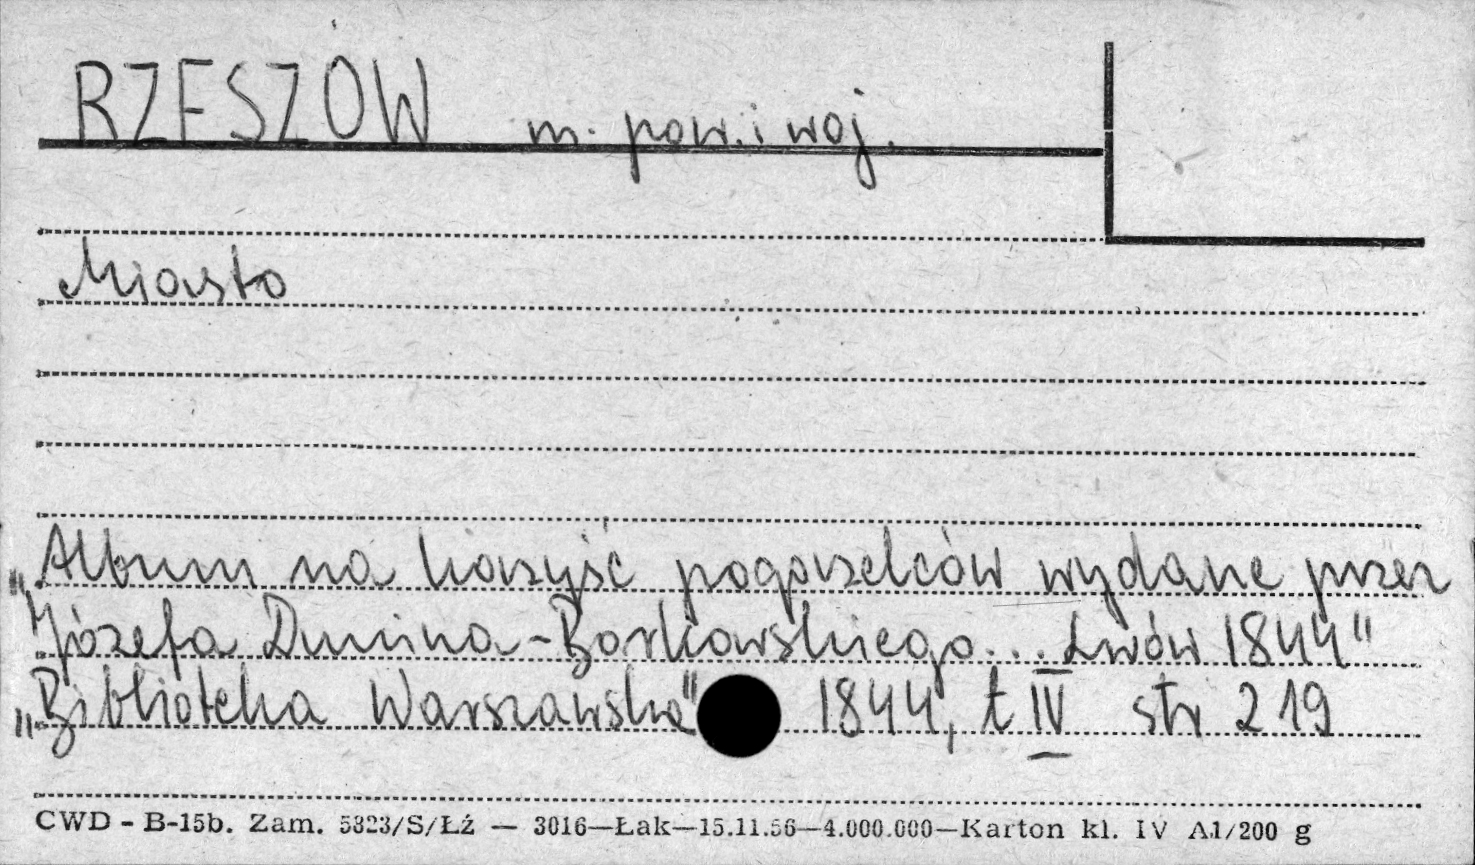 RZESZOW m. pow. i woj.
Miasto
„Album na korzyść pogorzelców wydane przez
Józefa Dunina-Borkowskiego... Lwów 1844"
„Biblioteka Warszawska" 1844, t IV str 219
CWD - B-15b. Zam. 5323/S/Łź — 3016—Łak—15.11.56—4.000.000—Karton kl. IV A1/200 g